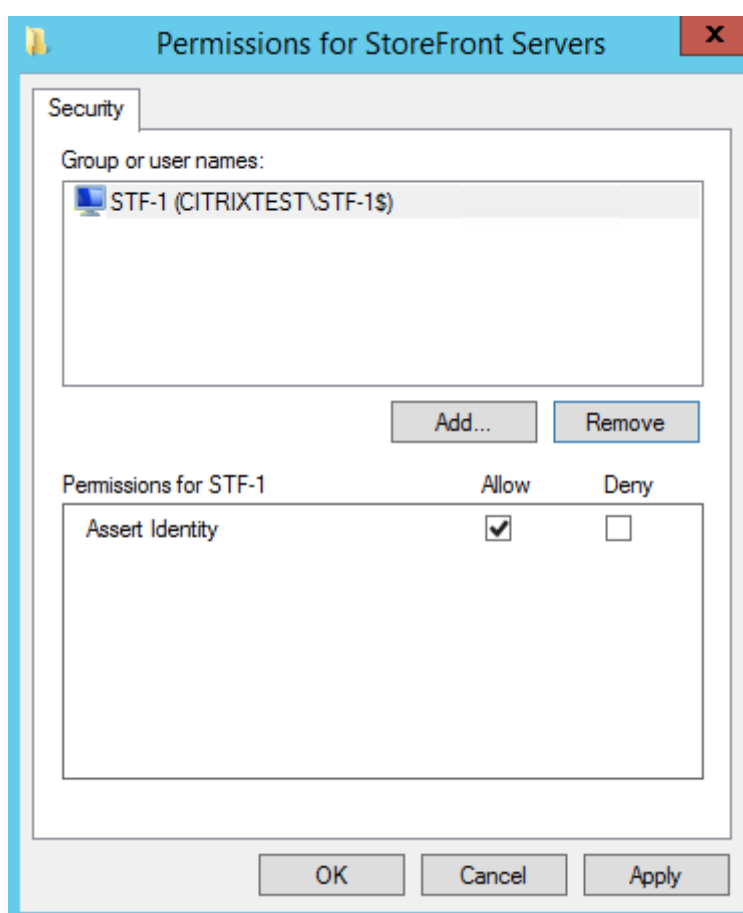 Permissions for StoreFront Servers
x
Security
Group or user names:
STF-1 (CITRIXTEST\STF-1$)
Add... Remove
Permissions for STF-1 Allow Deny
Assert Identity
OK Cancel Apply